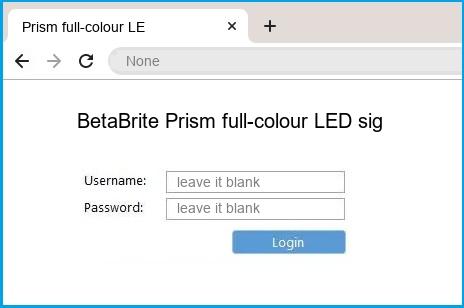 Prism full-colour LE
None
BetaBrite Prism full-colour LED sig
Username: leave it blank
Password: leave it blank
Login